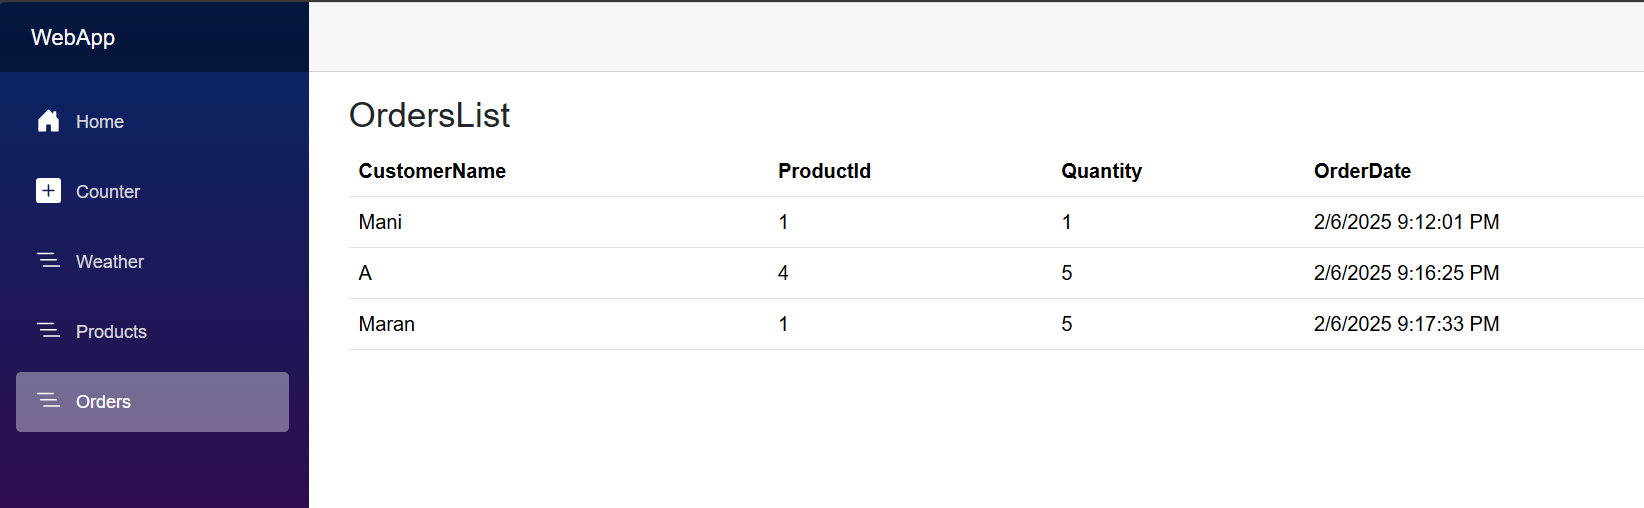 WebApp
Home
Counter
Weather
Products
Orders
OrdersList
CustomerName ProductId Quantity OrderDate
Mani 1 1 2/6/2025 9:12:01 PM
A 4 5 2/6/2025 9:16:25 PM
Maran 1 5 2/6/2025 9:17:33 PM